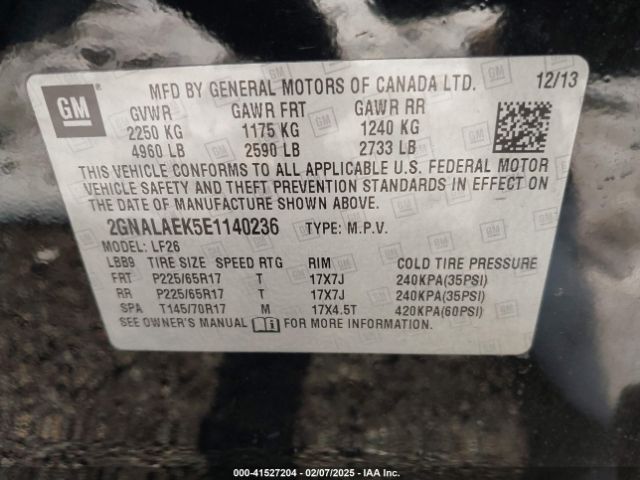 GM
MFD BY GENERAL MOTORS OF CANADA LTD. 12/13
GVWR GAWR FRT GAWR RR
2250 KG 1175 KG 1240 KG
4960 LB 2590 LB 2733 LB
THIS VEHICLE CONFORMS TO ALL APPLICABLE U.S. FEDERAL MOTOR
VEHICLE SAFETY AND THEFT PREVENTION STANDARDS IN EFFECT ON
THE DATE OF MANUFACTURE SHOWN ABOVE.
2GNALAEK5E1140236 TYPE: M.P.V.
MODEL: LF26
LBB9 TIRE SIZE SPEED RTG RIM COLD TIRE PRESSURE
FRT P225/65R17 T 17X7J 240KPA(35PSI)
RR P225/65R17 T 17X7J 240KPA(35PSI)
SPA T145/70R17 M 17X4.5T 420KPA(60PSI)
SEE OWNER'S MANUAL FOR MORE INFORMATION.
000-41527204 - 02/07/2025 - IAA Inc.